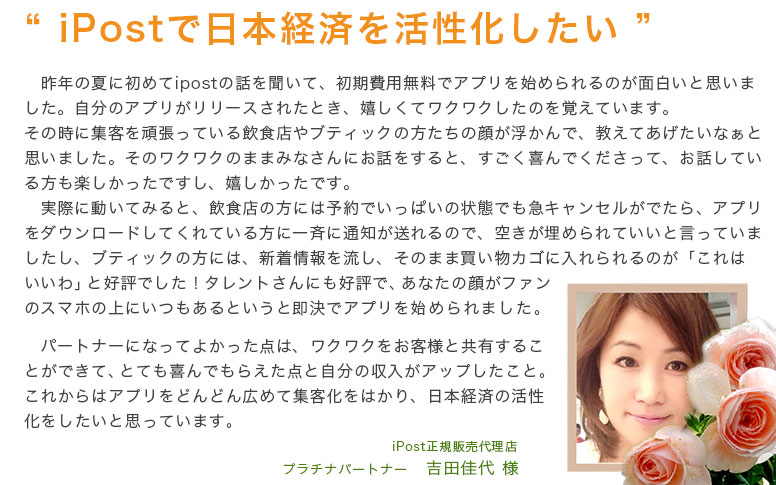 “ iPostで日本経済を活性化したい ”
　昨年の夏に初めてipostの話を聞いて、初期費用無料でアプリを始められるのが面白いと思いま
した。自分のアプリがリリースされたとき、嬉しくてワクワクしたのを覚えています。
その時に集客を頑張っている飲食店やブティックの方たちの顔が浮かんで、教えてあげたいなぁと
思いました。そのワクワクのままみなさんにお話をすると、すごく喜んでくださって、お話してい
る方も楽しかったですし、嬉しかったです。
　実際に動いてみると、飲食店の方には予約でいっぱいの状態でも急キャンセルがでたら、アプリ
をダウンロードしてくれている方に一斉に通知が送れるので、空きが埋められていいと言っていま
したし、ブティックの方には、新着情報を流し、そのまま買い物カゴに入れられるのが「これは
いいわ」と好評でした！タレントさんにも好評で、あなたの顔がファン
のスマホの上にいつもあるというと即決でアプリを始められました。
　パートナーになってよかった点は、ワクワクをお客様と共有するこ
とができて、とても喜んでもらえた点と自分の収入がアップしたこと。
これからはアプリをどんどん広めて集客化をはかり、日本経済の活性
化をしたいと思っています。
iPost正規販売代理店
プラチナパートナー　吉田佳代 様